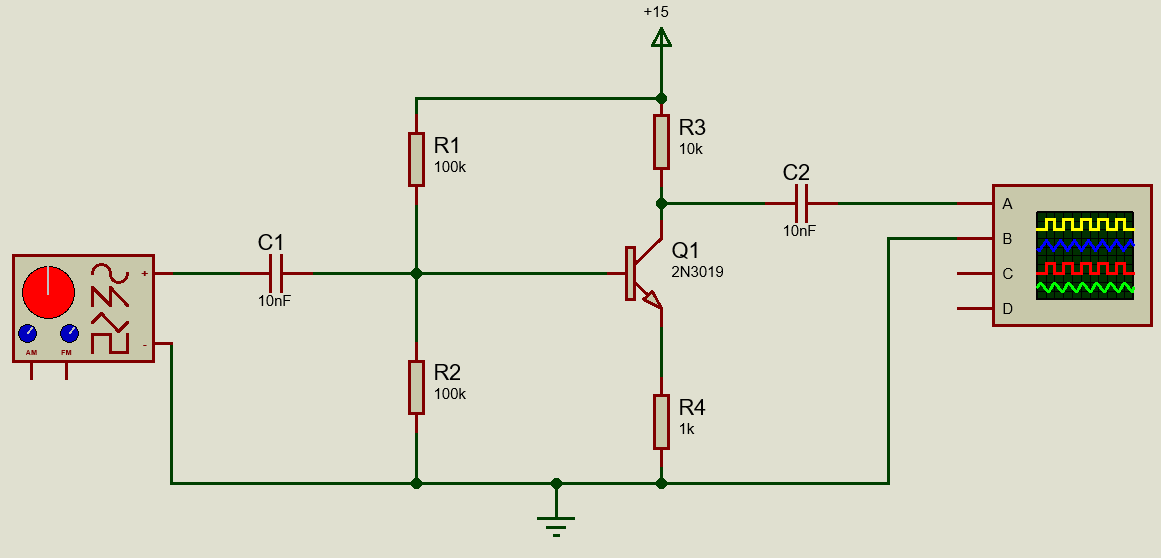 +15
R1
100k
R3
10k
C2
10nF
C1
10nF
Q1
2N3019
+
-
AM
FM
A
B
C
D
R2
100k
R4
1k